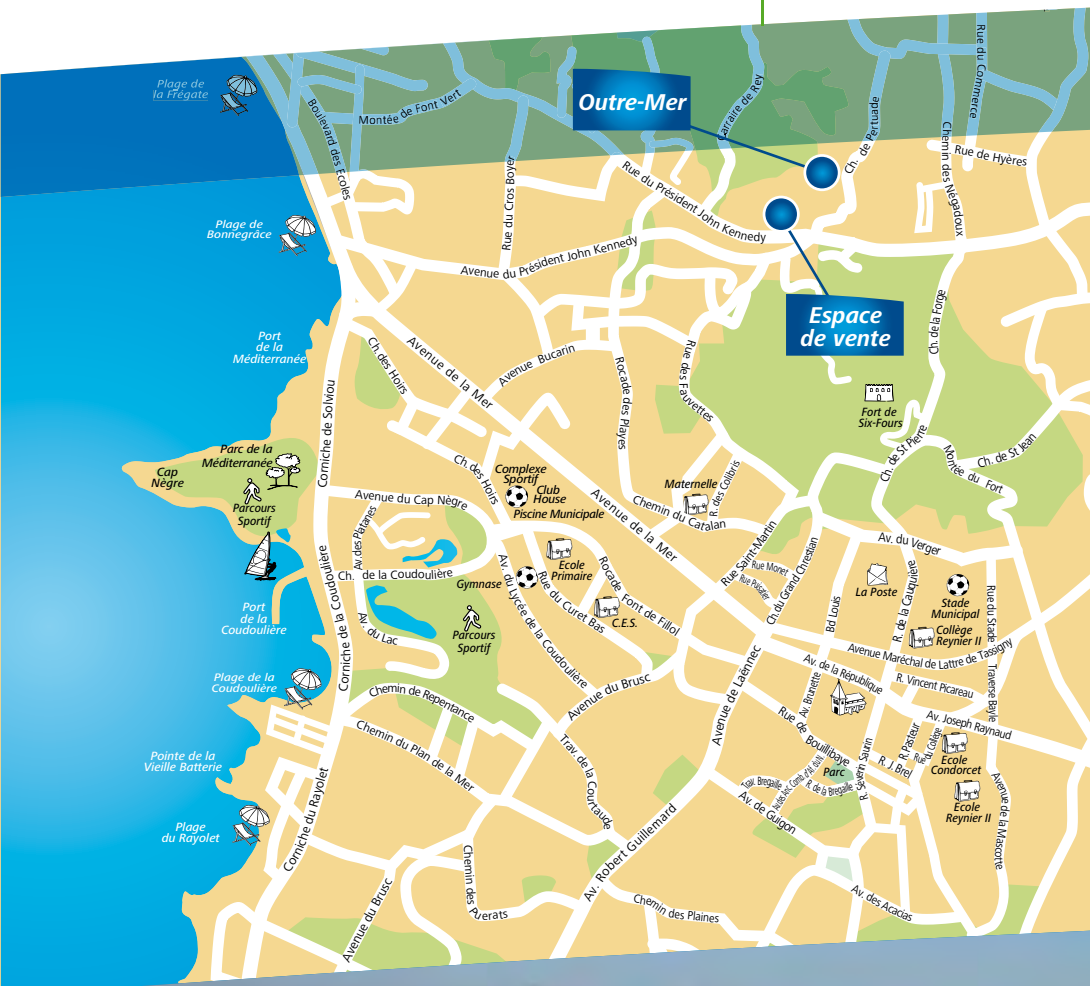 Plage de
la Frégate
Boulevard des Ecoles
Montée de Font Vert
Outre-Mer
Carraire de Rey
Ch. de Pertuade
Rue du Commerce
Chemin des Négadoux
Rue de Hyères
Plage de
Bonnegrâce
Rue du Cros Boyer
Rue du Président John Kennedy
Avenue du Président John Kennedy
Espace
de vente
Port
de la
Méditerranée
Ch. des Hoirs
Avenue de la Mer
Avenue Bucarin
Rocade des Playes
Rue des Fauvettes
Ch. de la Forge
Corniche de Solviou
Fort de
Six-Fours
Ch. de St Pierre
Montée du Fort
Ch. de St Jean
Parc de la
Méditerranée
Cap
Nègre
Parcours
Sportif
Avenue du Cap Nègre
Ch. des Hoirs
Complexe
Sportif
Club
House
Piscine Municipale
Avenue de la Mer
Maternelle
R. des Colibris
Chemin du Catalan
Rue Saint-Martin
Rue Monet
Ch. du Grand Chrestian
Av. du Verger
Av. des Platanes
Ch. de la Coudoulière
Gymnase
Ecole
Primaire
Rocade Font de Fillol
C.E.S.
Rue du Curet Bas
Av. du Lycée de la Coudoulière
Bd Louis
La Poste
R. de la Cauquière
Stade
Municipal
Rue du Stade
Collège
Reynier II
Avenue Maréchal de Lattre de Tassigny
Port
de la
Coudoulière
Corniche de la Coudoulière
Av. du Lac
Parcours
Sportif
Plage de la
Coudoulière
Chemin de Repentance
Avenue du Brusc
Avenue de Laënnec
Av. de la République
Av. Brunette
R. Vincent Picareau
Traverse Bayle
Av. Joseph Raynaud
Rue de Bouillibaye
Chemin du Plan de la Mer
Trav. de la Courtaude
Pointe de la
Vieille Batterie
Trav. Bregaille
Parc
R. de la Bregaille
R. Severin Saurin
R. J. Brel
R. Pasteur
Rue du Collège
Ecole
Condorcet
Ecole
Reynier II
Avenue de la Mascotte
Plage
du Rayolet
Corniche du Rayolet
Av. de Guigon
Av. Robert Guillemard
Chemin des Plaines
Av. des Acacias
Avenue du Brusc